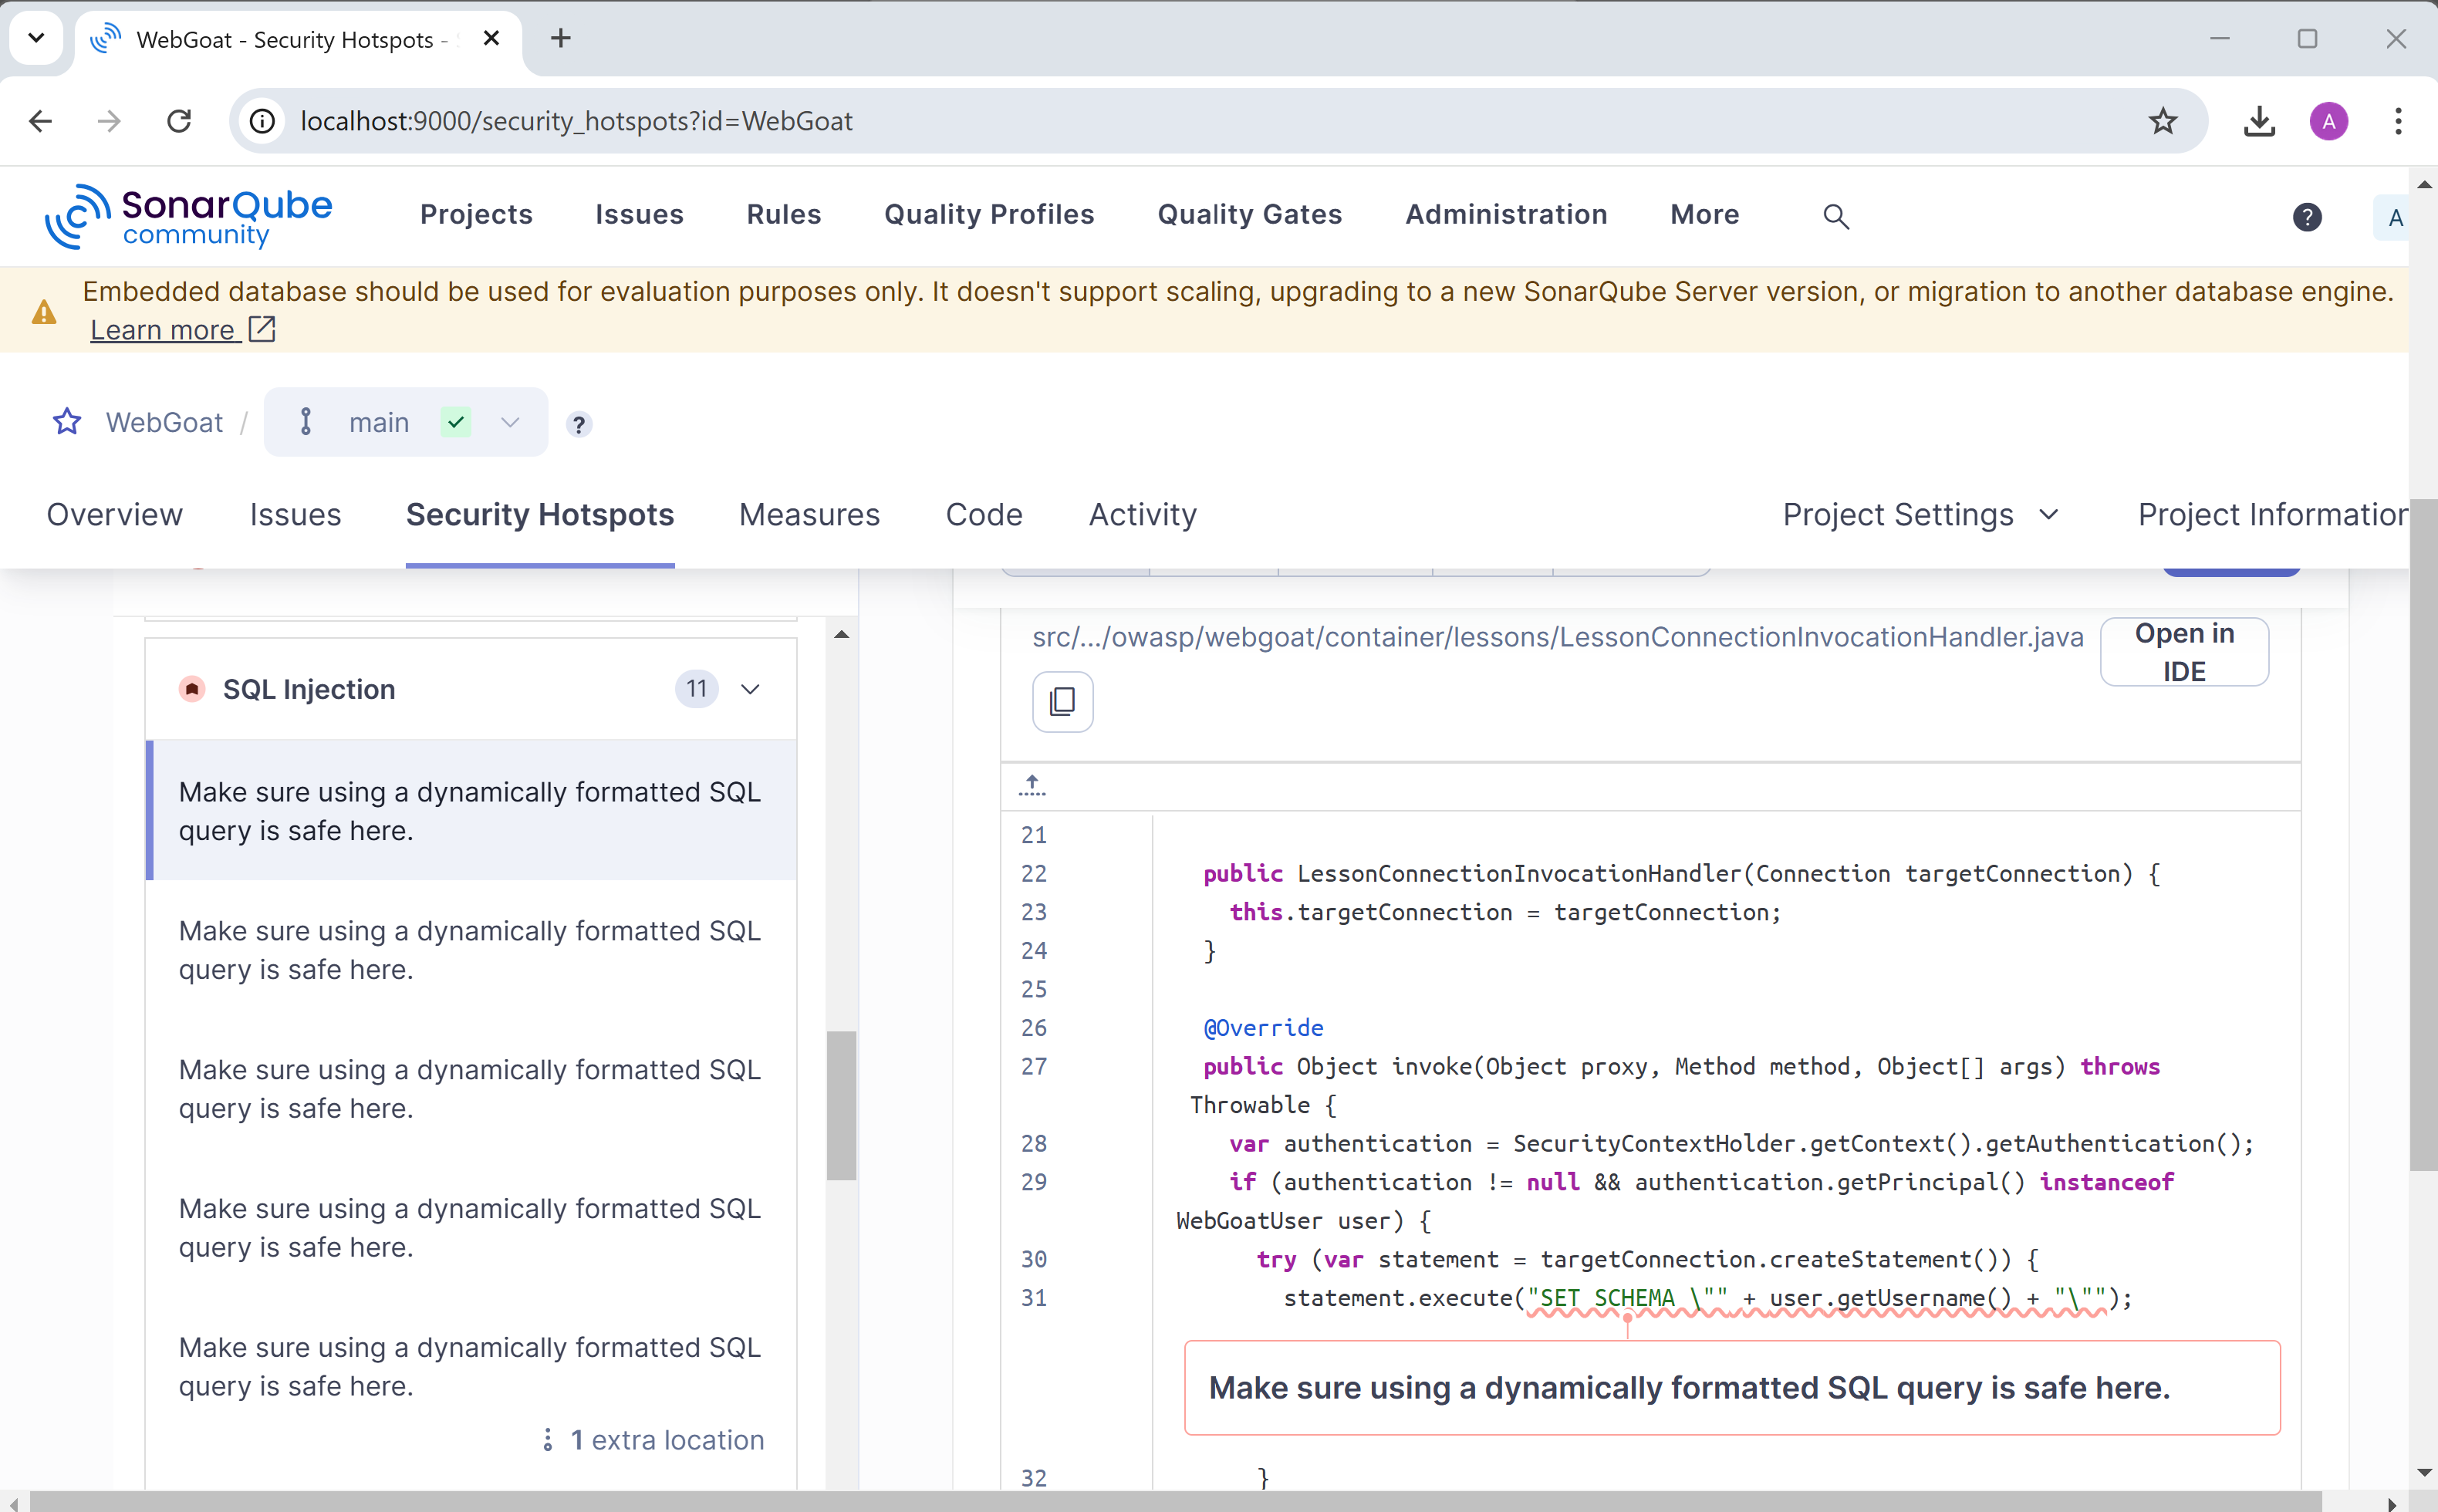 WebGoat - Security Hotspots -
localhost:9000/security_hotspots?id=WebGoat
A
SonarQube
community
Projects Issues Rules Quality Profiles Quality Gates Administration More
? A
Embedded database should be used for evaluation purposes only. It doesn't support scaling, upgrading to a new SonarQube Server version, or migration to another database engine.
Learn more
WebGoat / main ?
Overview Issues Security Hotspots Measures Code Activity Project Settings Project Information
SQL Injection 11
Make sure using a dynamically formatted SQL
query is safe here.
Make sure using a dynamically formatted SQL
query is safe here.
Make sure using a dynamically formatted SQL
query is safe here.
Make sure using a dynamically formatted SQL
query is safe here.
Make sure using a dynamically formatted SQL
query is safe here.
1 extra location
src/.../owasp/webgoat/container/lessons/LessonConnectionInvocationHandler.java
Open in
IDE
21
22 public LessonConnectionInvocationHandler(Connection targetConnection) {
23 this.targetConnection = targetConnection;
24 }
25
26 @Override
27 public Object invoke(Object proxy, Method method, Object[] args) throws
Throwable {
28 var authentication = SecurityContextHolder.getContext().getAuthentication();
29 if (authentication != null && authentication.getPrincipal() instanceof
WebGoatUser user) {
30 try (var statement = targetConnection.createStatement()) {
31 statement.execute("SET SCHEMA \"" + user.getUsername() + "\"");
Make sure using a dynamically formatted SQL query is safe here.
32 }